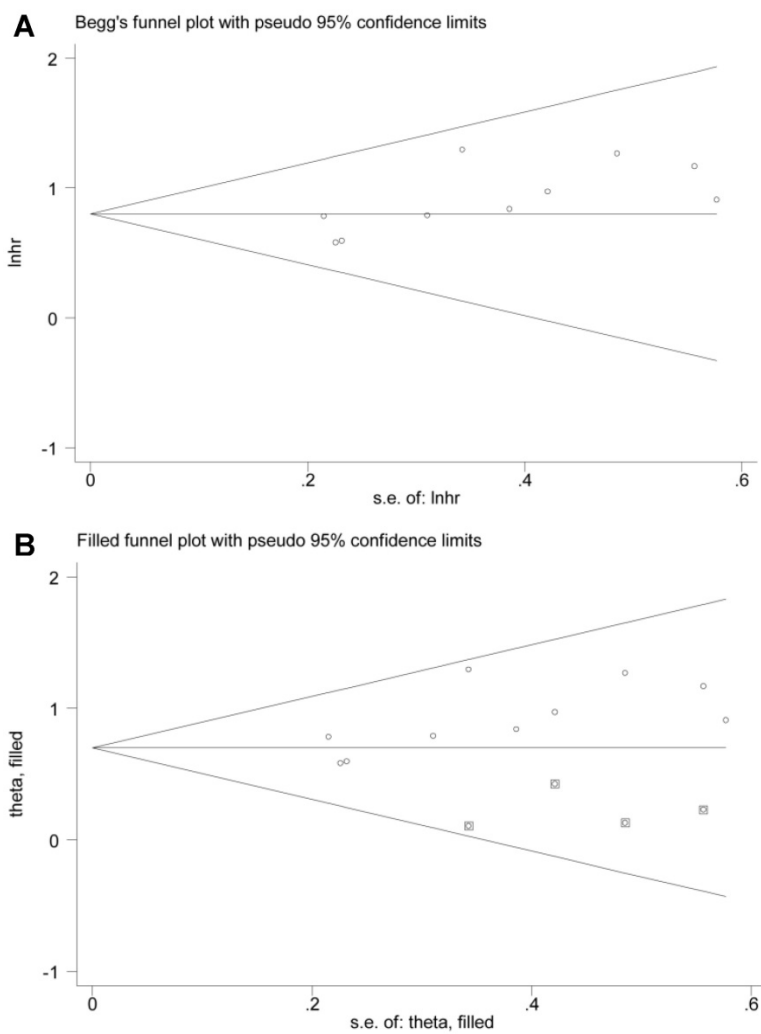 A
Begg's funnel plot with pseudo 95% confidence limits
2
1
0
-1
lnhr
0 .2 .4 .6
s.e. of: lnhr
B
Filled funnel plot with pseudo 95% confidence limits
2
1
0
-1
theta, filled
0 .2 .4 .6
s.e. of: theta, filled